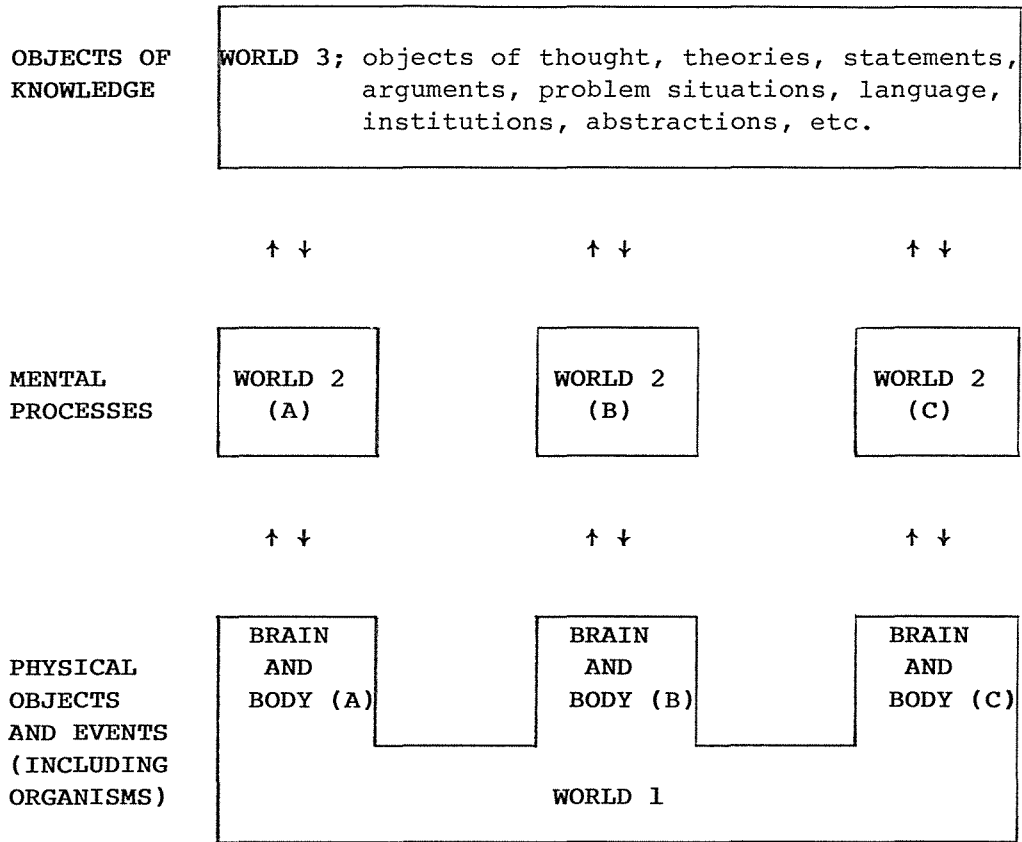 OBJECTS OF
KNOWLEDGE
WORLD 3; objects of thought, theories, statements,
arguments, problem situations, language,
institutions, abstractions, etc.
↑ ↓ ↑ ↓ ↑ ↓
MENTAL
PROCESSES
WORLD 2
(A)
WORLD 2
(B)
WORLD 2
(C)
↑ ↓ ↑ ↓ ↑ ↓
PHYSICAL
OBJECTS
AND EVENTS
(INCLUDING
ORGANISMS)
BRAIN
AND
BODY (A)
BRAIN
AND
BODY (B)
BRAIN
AND
BODY (C)
WORLD 1